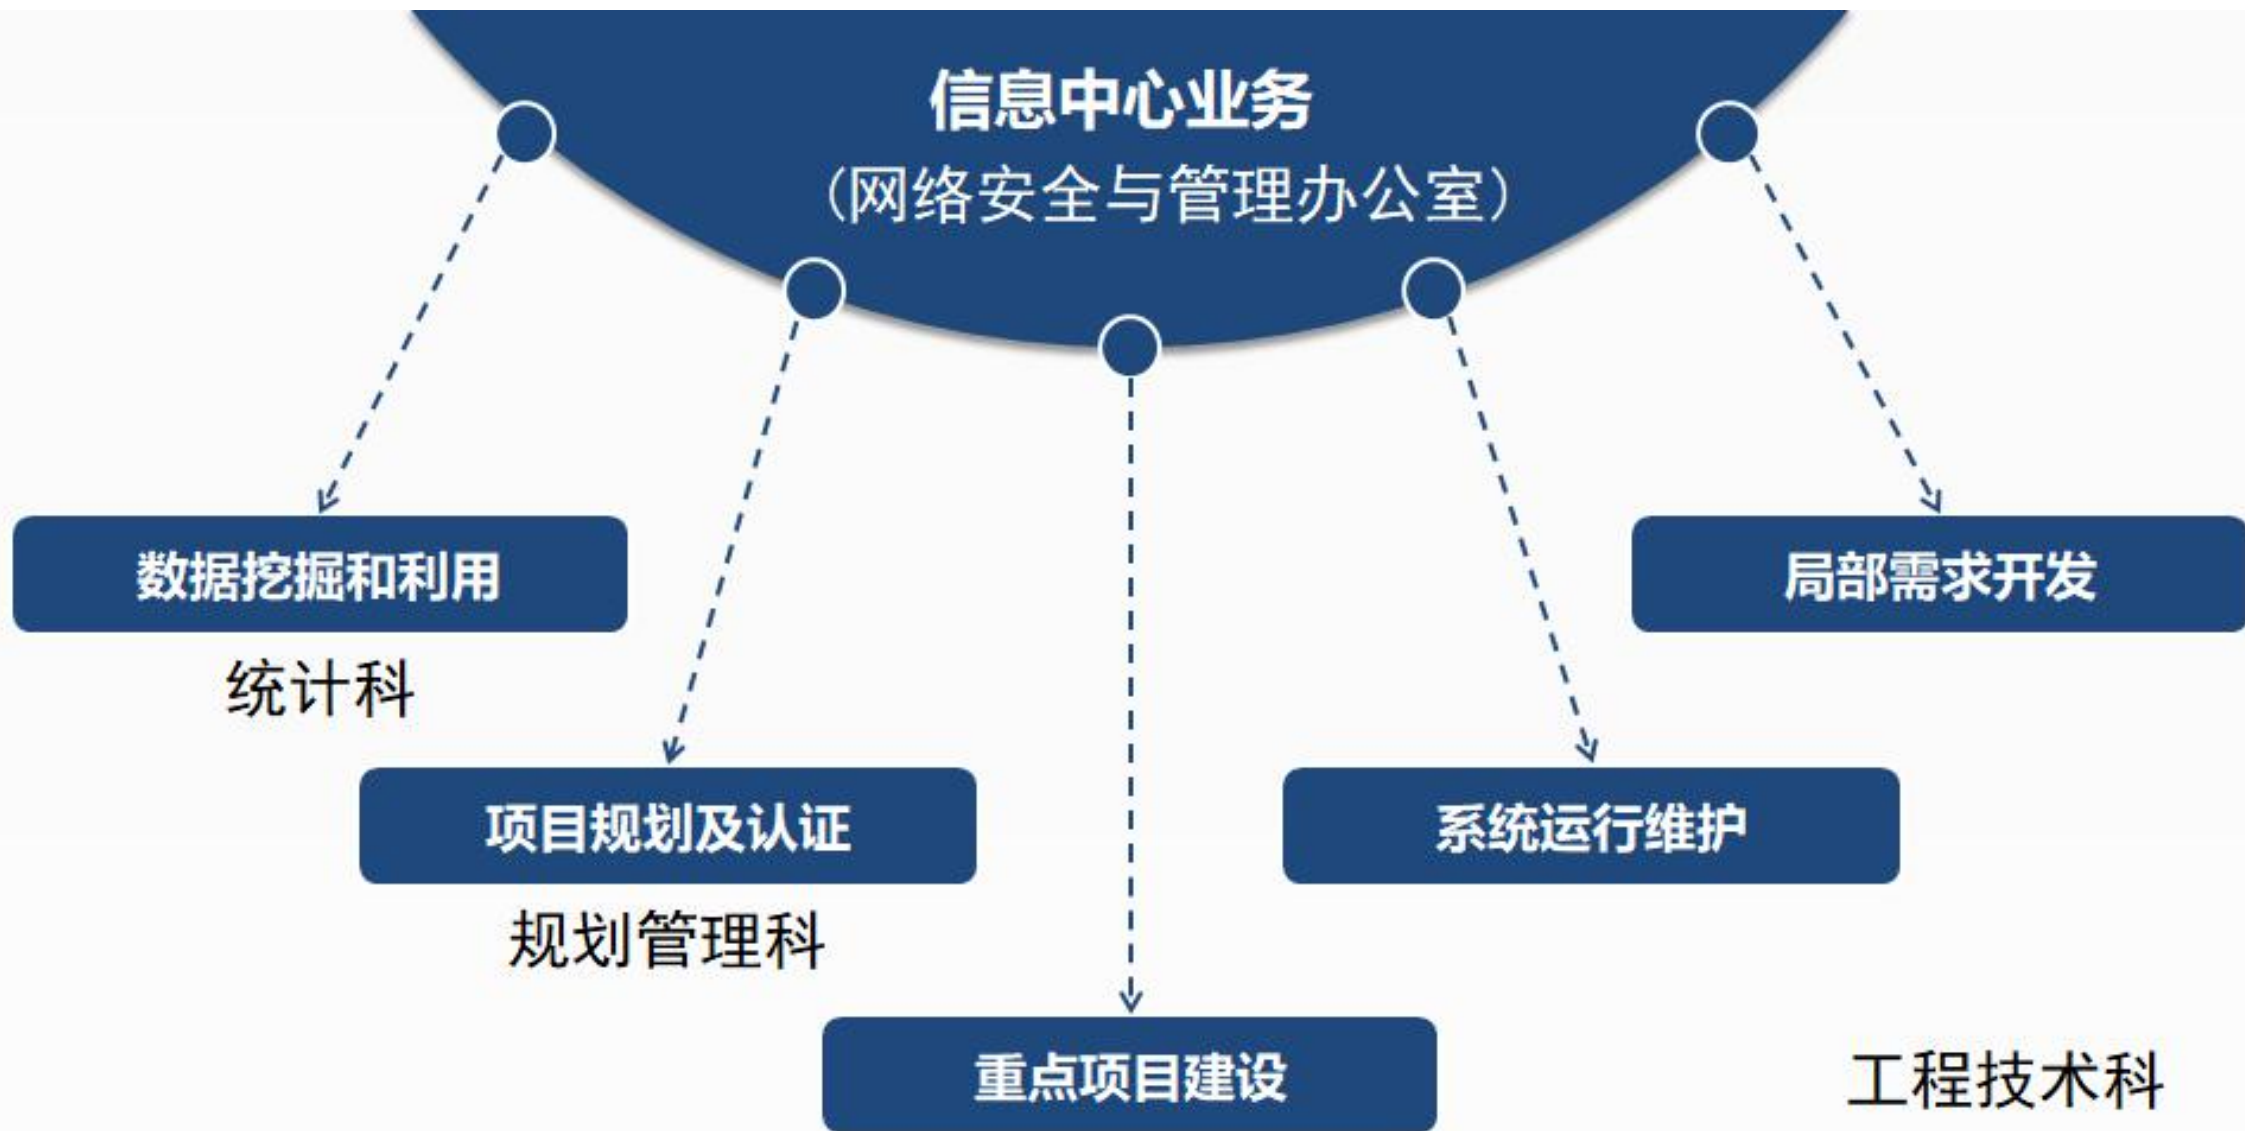 信息中心业务
（网络安全与管理办公室）
数据挖掘和利用
局部需求开发
统计科
项目规划及认证
系统运行维护
规划管理科
重点项目建设
工程技术科